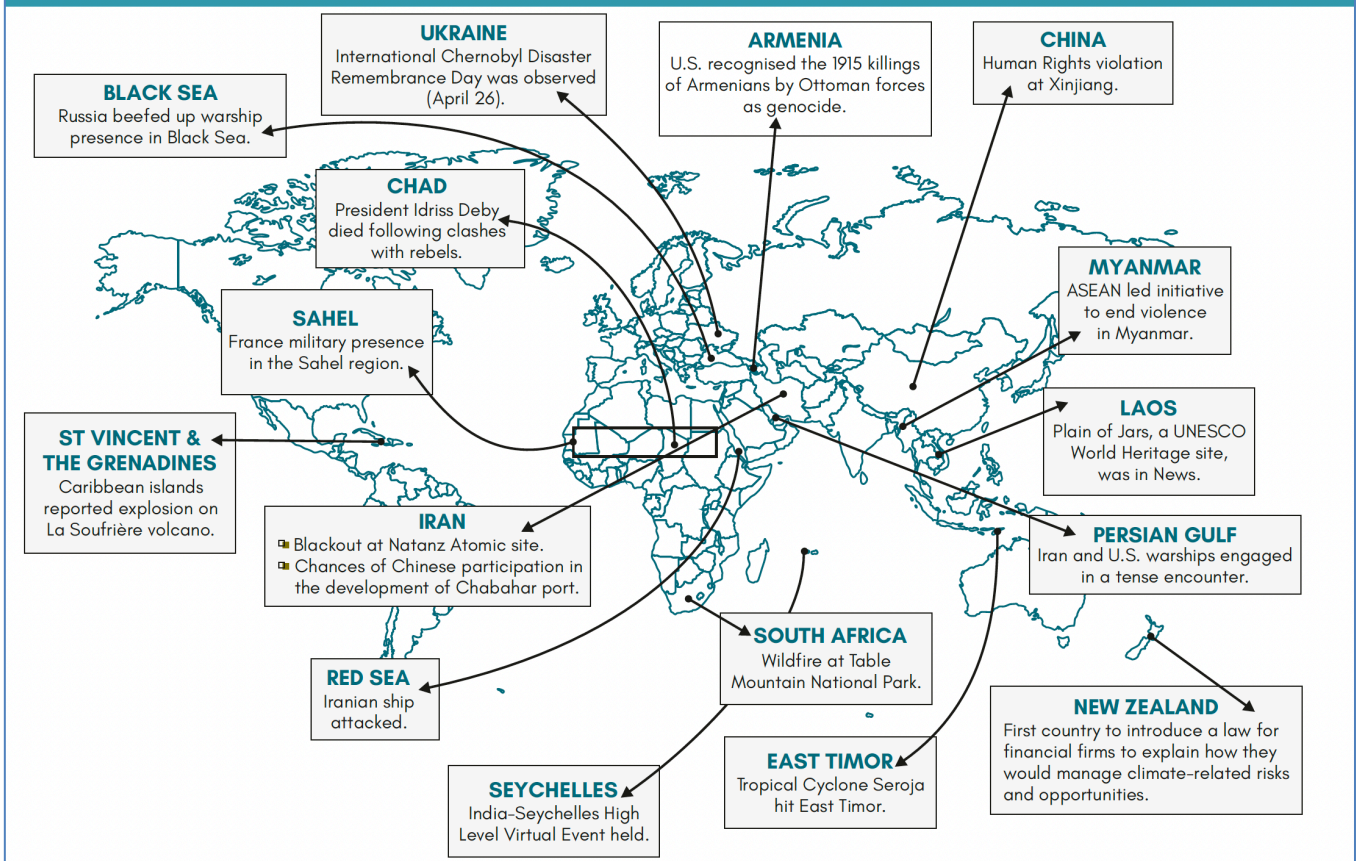 UKRAINE
International Chernobyl Disaster
Remembrance Day was observed
(April 26).
ARMENIA
U.S. recognised the 1915 killings
of Armenians by Ottoman forces
as genocide.
CHINA
Human Rights violation
at Xinjiang.
BLACK SEA
Russia beefed up warship
presence in Black Sea.
CHAD
President Idriss Deby
died following clashes
with rebels.
MYANMAR
ASEAN led initiative
to end violence
in Myanmar.
SAHEL
France military presence
in the Sahel region.
LAOS
Plain of Jars, a UNESCO
World Heritage site,
was in News.
ST VINCENT &
THE GRENADINES
Caribbean islands
reported explosion on
La Soufrière volcano.
IRAN
Blackout at Natanz Atomic site.
Chances of Chinese participation in
the development of Chabahar port.
PERSIAN GULF
Iran and U.S. warships engaged
in a tense encounter.
SOUTH AFRICA
Wildfire at Table
Mountain National Park.
RED SEA
Iranian ship
attacked.
NEW ZEALAND
First country to introduce a law for
financial firms to explain how they
would manage climate-related risks
and opportunities.
EAST TIMOR
Tropical Cyclone Seroja
hit East Timor.
SEYCHELLES
India-Seychelles High
Level Virtual Event held.